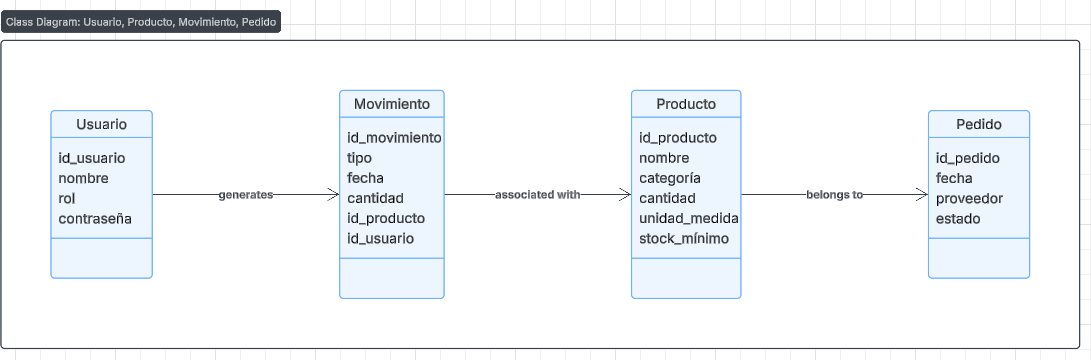 Class Diagram: Usuario, Producto, Movimiento, Pedido
Usuario
id_usuario
nombre
rol
contraseña
generates
Movimiento
id_movimiento
tipo
fecha
cantidad
id_producto
id_usuario
associated with
Producto
id_producto
nombre
categoría
cantidad
unidad_medida
stock_mínimo
belongs to
Pedido
id_pedido
fecha
proveedor
estado